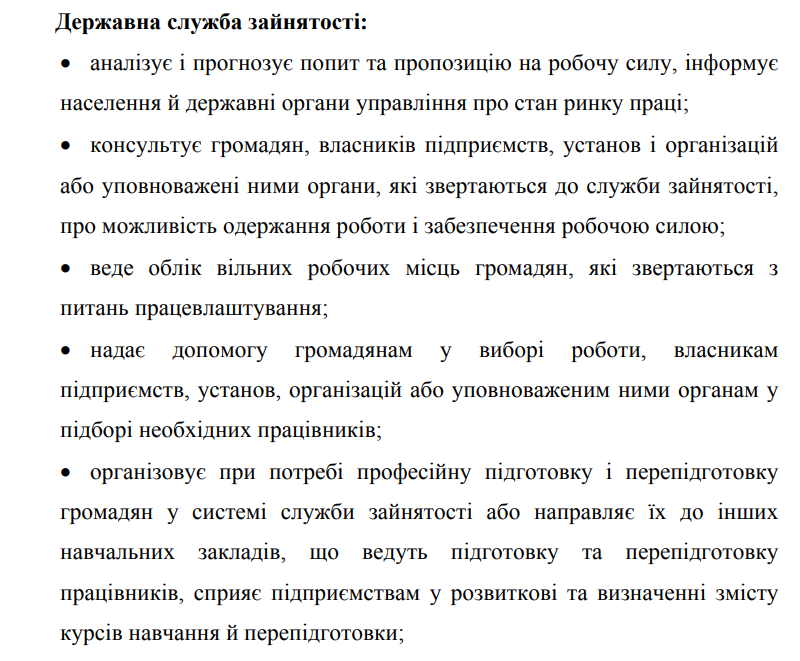 Державна служба зайнятості:
• аналізує і прогнозує попит та пропозицію на робочу силу, інформує
населення й державні органи управління про стан ринку праці;
• консультує громадян, власників підприємств, установ і організацій
або уповноважені ними органи, які звертаються до служби зайнятості,
про можливість одержання роботи і забезпечення робочою силою;
• веде облік вільних робочих місць громадян, які звертаються з
питань працевлаштування;
• надає допомогу громадянам у виборі роботи, власникам
підприємств, установ, організацій або уповноваженим ними органам у
підборі необхідних працівників;
• організовує при потребі професійну підготовку і перепідготовку
громадян у системі служби зайнятості або направляє їх до інших
навчальних закладів, що ведуть підготовку та перепідготовку
працівників, сприяє підприємствам у розвиткові та визначенні змісту
курсів навчання й перепідготовки;